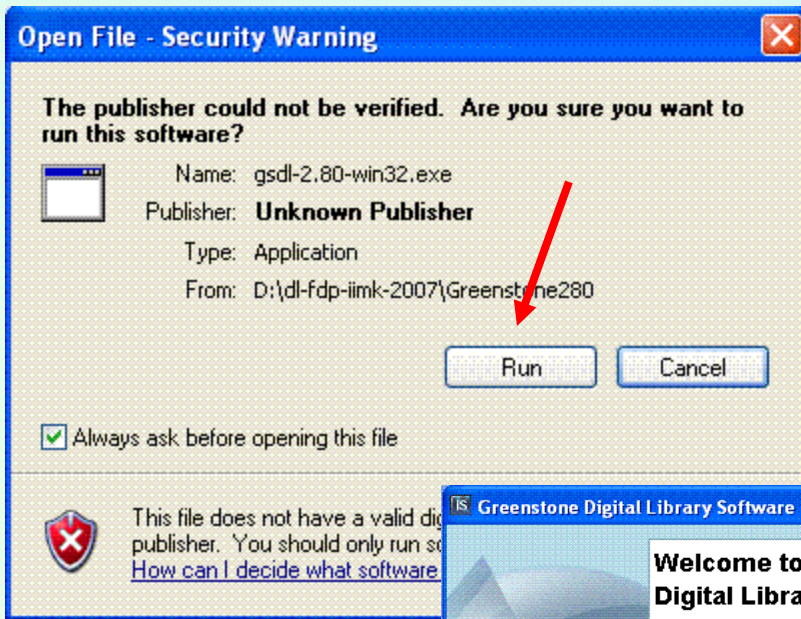 Open File - Security Warning
The publisher could not be verified. Are you sure you want to
run this software?
Name: gsdl-2.80-win32.exe
Publisher: Unknown Publisher
Type: Application
From: D:\dl-fdp-iimk-2007\Greenstone280
Run Cancel
Always ask before opening this file
This file does not have a valid
publisher. You should only run
How can I decide what software
Greenstone Digital Library Software
Welcome to
Digital